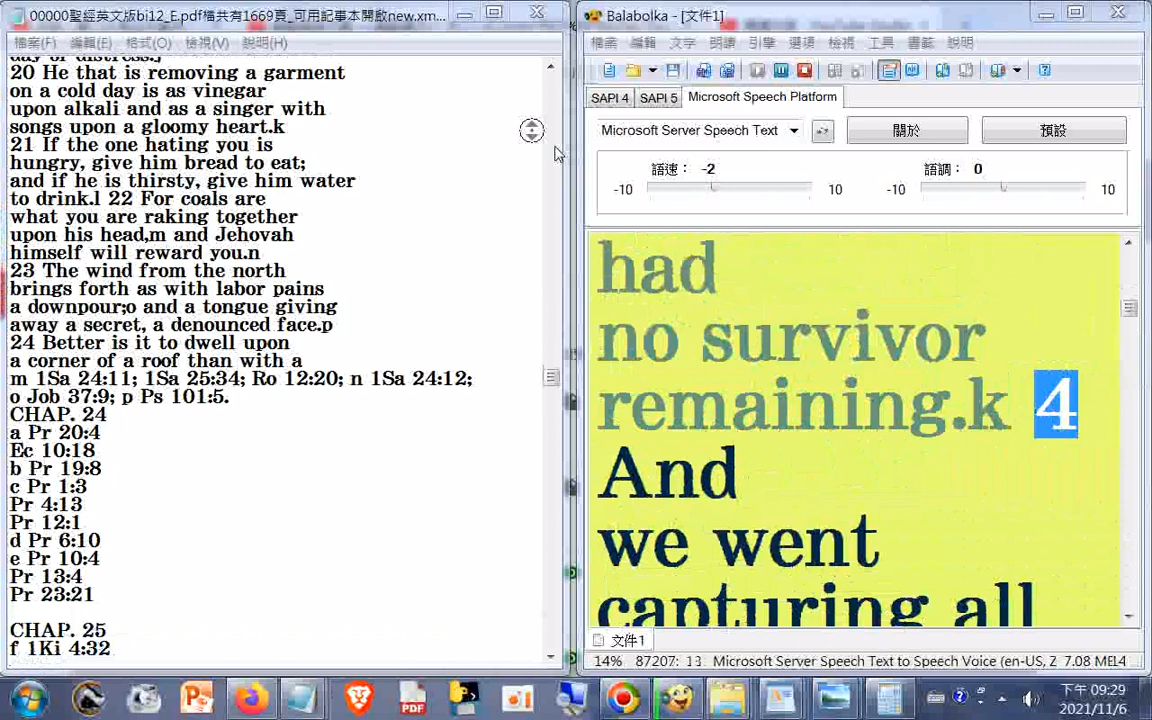 00000聖經英文版bi12_E.pdf檔共有1669頁_可用記事本開啟new.xm...
檔案(F) 編輯(E) 格式(O) 檢視(V) 說明(H)
day of distress.j
20 He that is removing a garment
on a cold day is as vinegar
upon alkali and as a singer with
songs upon a gloomy heart.k
21 If the one hating you is
hungry, give him bread to eat;
and if he is thirsty, give him water
to drink.l 22 For coals are
what you are raking together
upon his head,m and Jehovah
himself will reward you.n
23 The wind from the north
brings forth as with labor pains
a downpour;o and a tongue giving
away a secret, a denounced face.p
24 Better is it to dwell upon
a corner of a roof than with a
m 1Sa 24:11; 1Sa 25:34; Ro 12:20; n 1Sa 24:12;
o Job 37:9; p Ps 101:5.
CHAP. 24
a Pr 20:4
Ec 10:18
b Pr 19:8
c Pr 1:3
Pr 4:13
Pr 12:1
d Pr 6:10
e Pr 10:4
Pr 13:4
Pr 23:21
CHAP. 25
f 1Ki 4:32
Balabolka - [文件1]
檔案 編輯 文字 朗讀 引擎 選項 檢視 工具 書籤 說明
SAPI 4 SAPI 5 Microsoft Speech Platform
Microsoft Server Speech Text 關於 預設
語速： -2 語調： 0
-10 10 -10 10
had
no survivor
remaining.k 4
And
we went
capturing all
文件1
14% 87207: 13 Microsoft Server Speech Text to Speech Voice (en-US, Z 7.08 ME
PDF
下午 09:29
2021/11/6